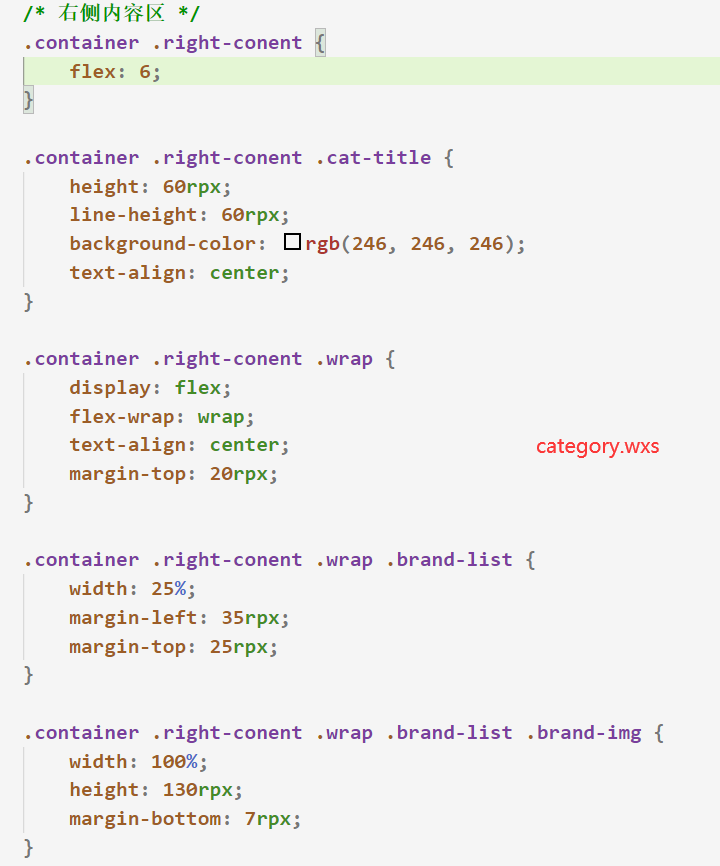 /* 右侧内容区 */
.container .right-conent {
    flex: 6;
}

.container .right-conent .cat-title {
    height: 60rpx;
    line-height: 60rpx;
    background-color: rgb(246, 246, 246);
    text-align: center;
}

.container .right-conent .wrap {
    display: flex;
    flex-wrap: wrap;
    text-align: center;
category.wxs
    margin-top: 20rpx;
}

.container .right-conent .wrap .brand-list {
    width: 25%;
    margin-left: 35rpx;
    margin-top: 25rpx;
}

.container .right-conent .wrap .brand-list .brand-img {
    width: 100%;
    height: 130rpx;
    margin-bottom: 7rpx;
}